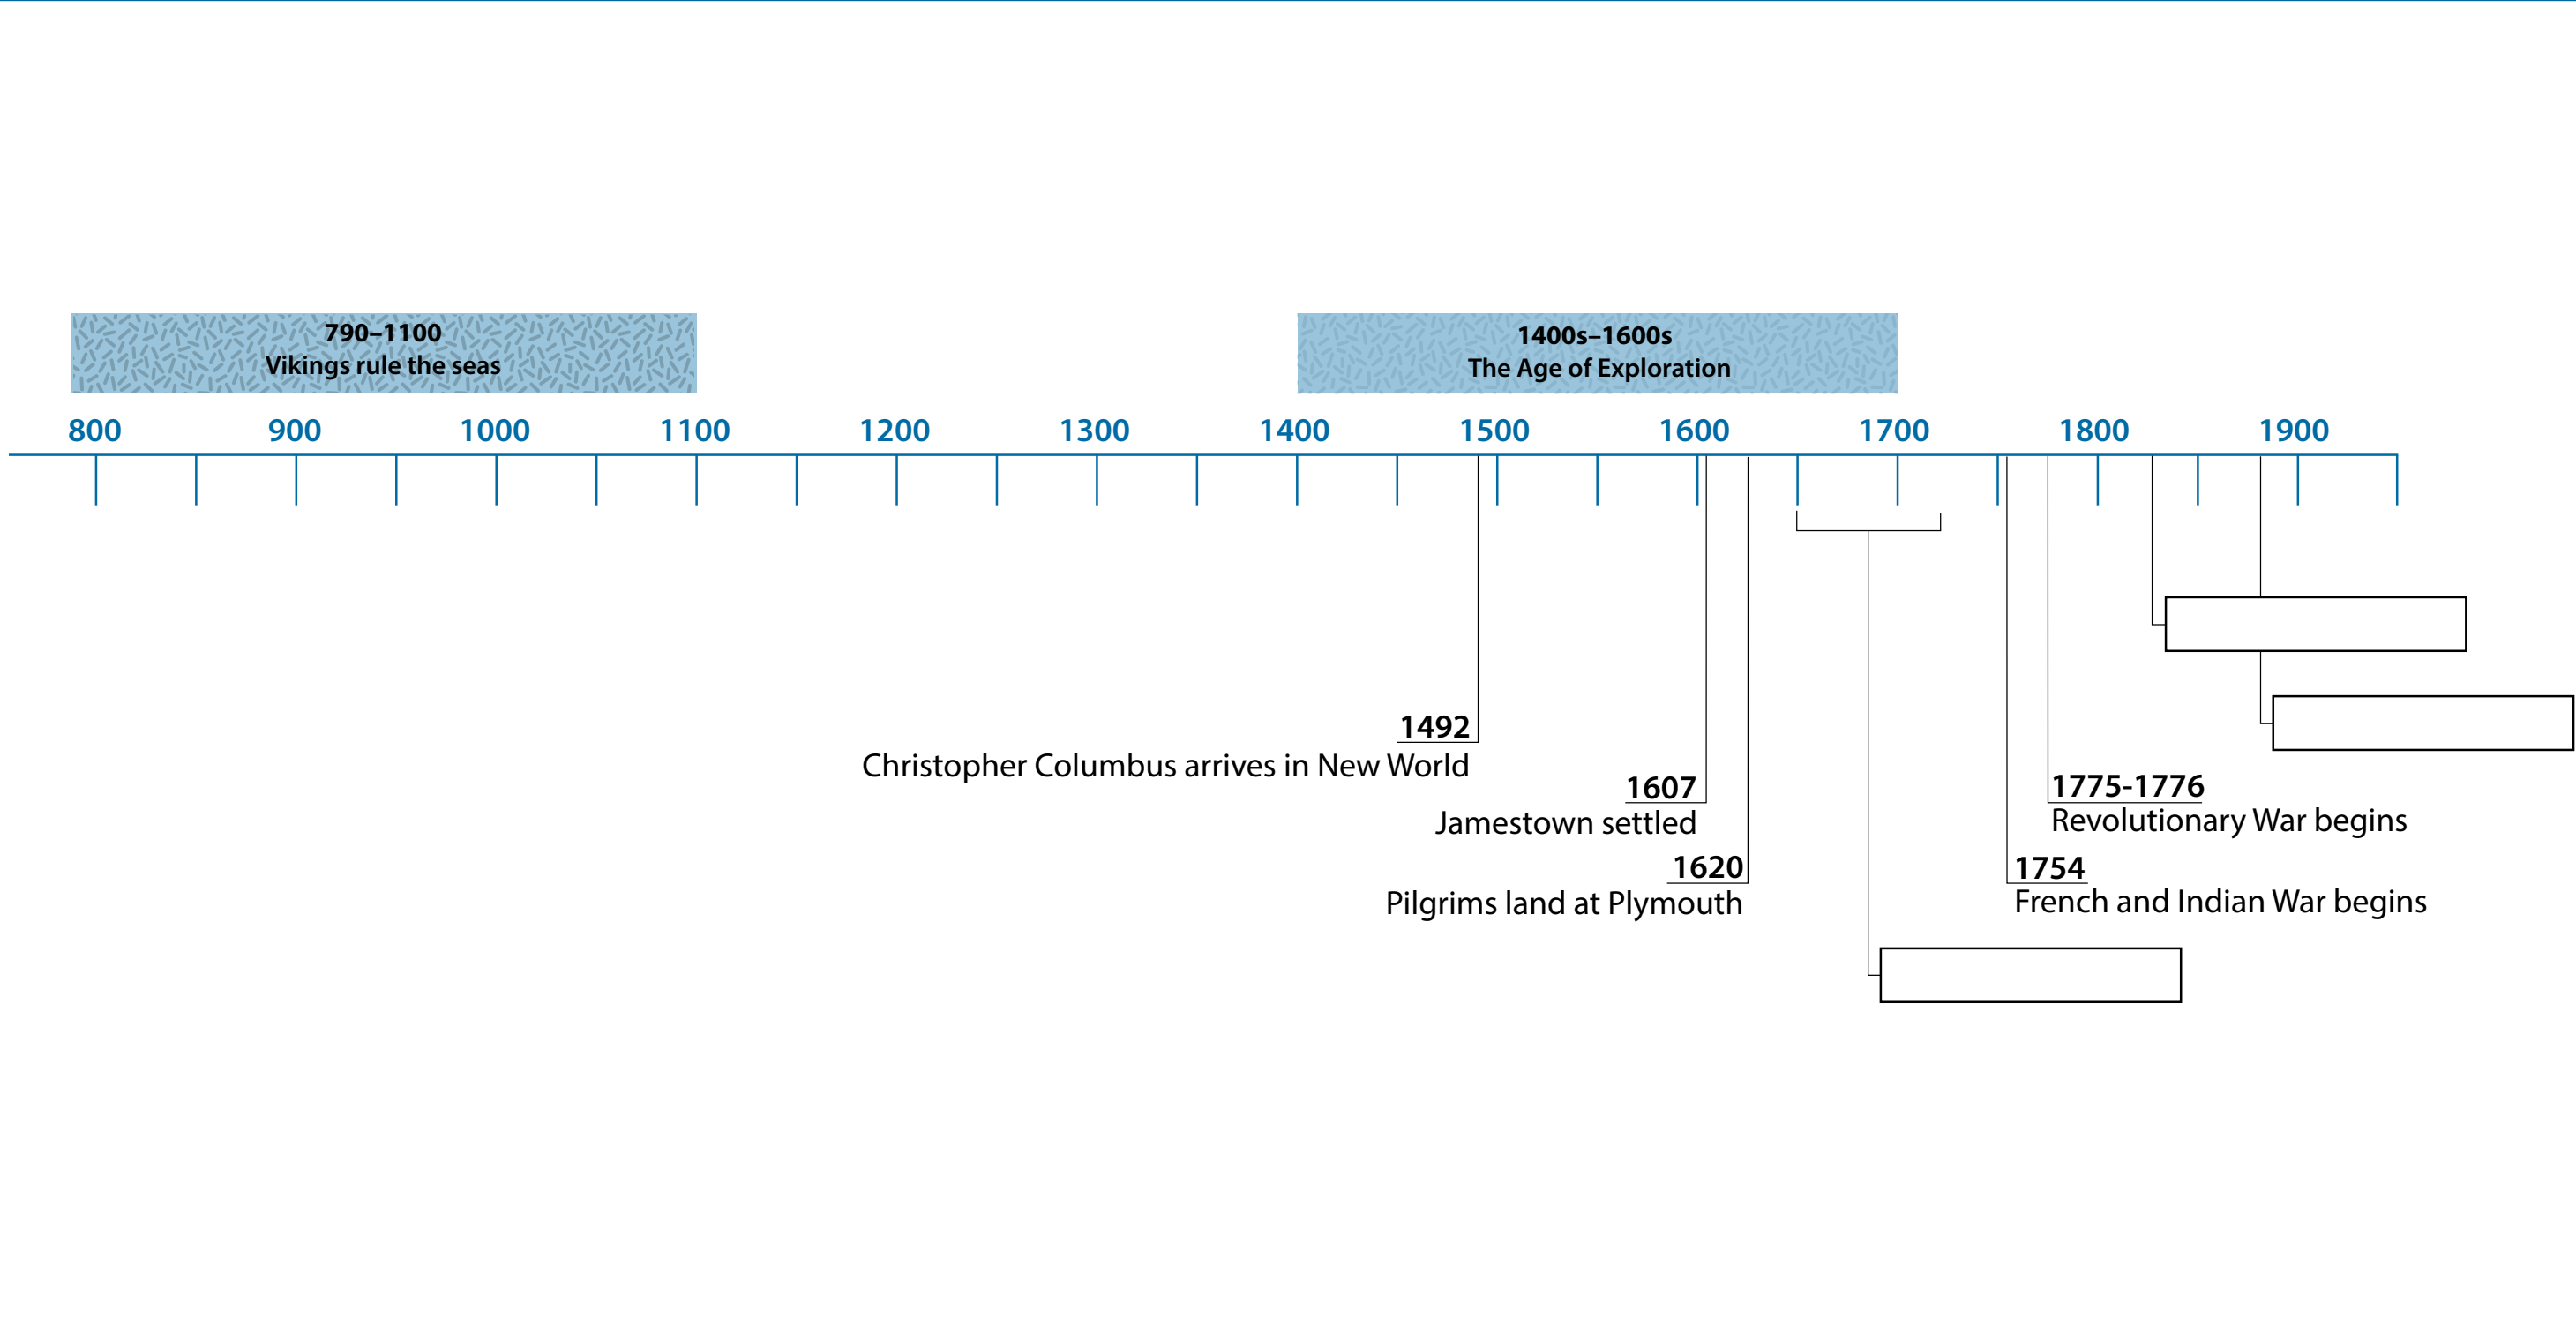 790–1100
Vikings rule the seas
1400s–1600s
The Age of Exploration
800 900 1000 1100 1200 1300 1400 1500 1600 1700 1800 1900
1492
Christopher Columbus arrives in New World
1607
Jamestown settled
1775-1776
Revolutionary War begins
1620
Pilgrims land at Plymouth
1754
French and Indian War begins